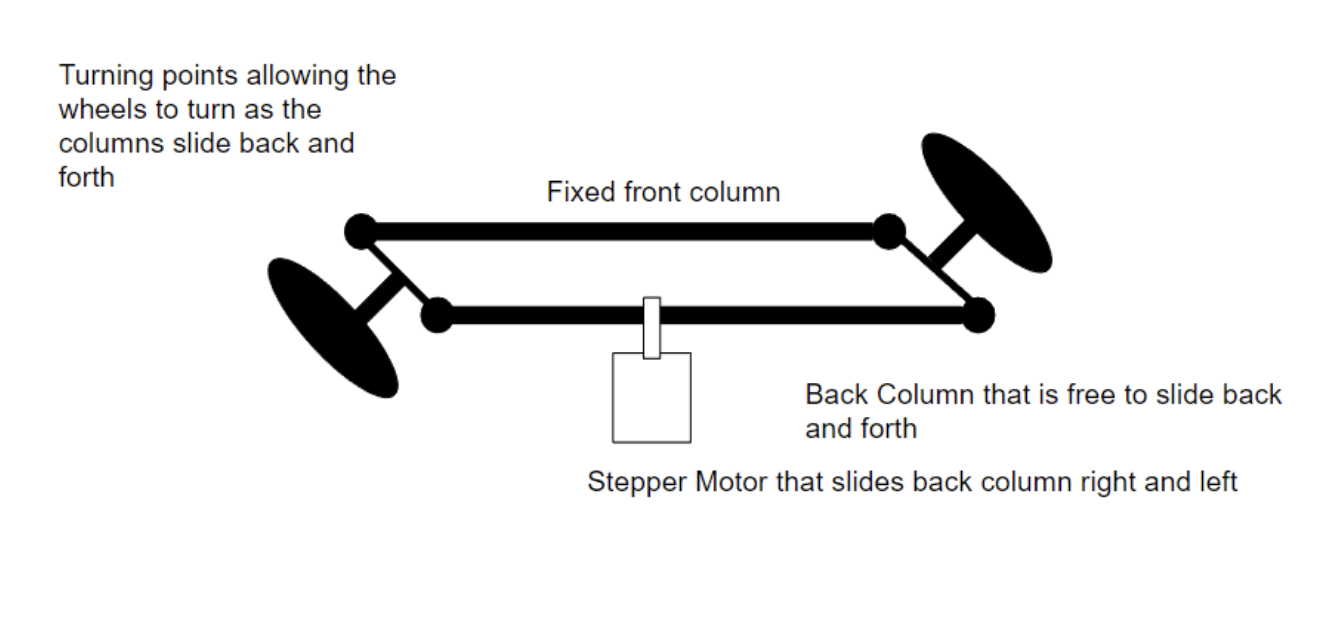 Turning points allowing the
wheels to turn as the
columns slide back and
forth
Fixed front column
Back Column that is free to slide back
and forth
Stepper Motor that slides back column right and left